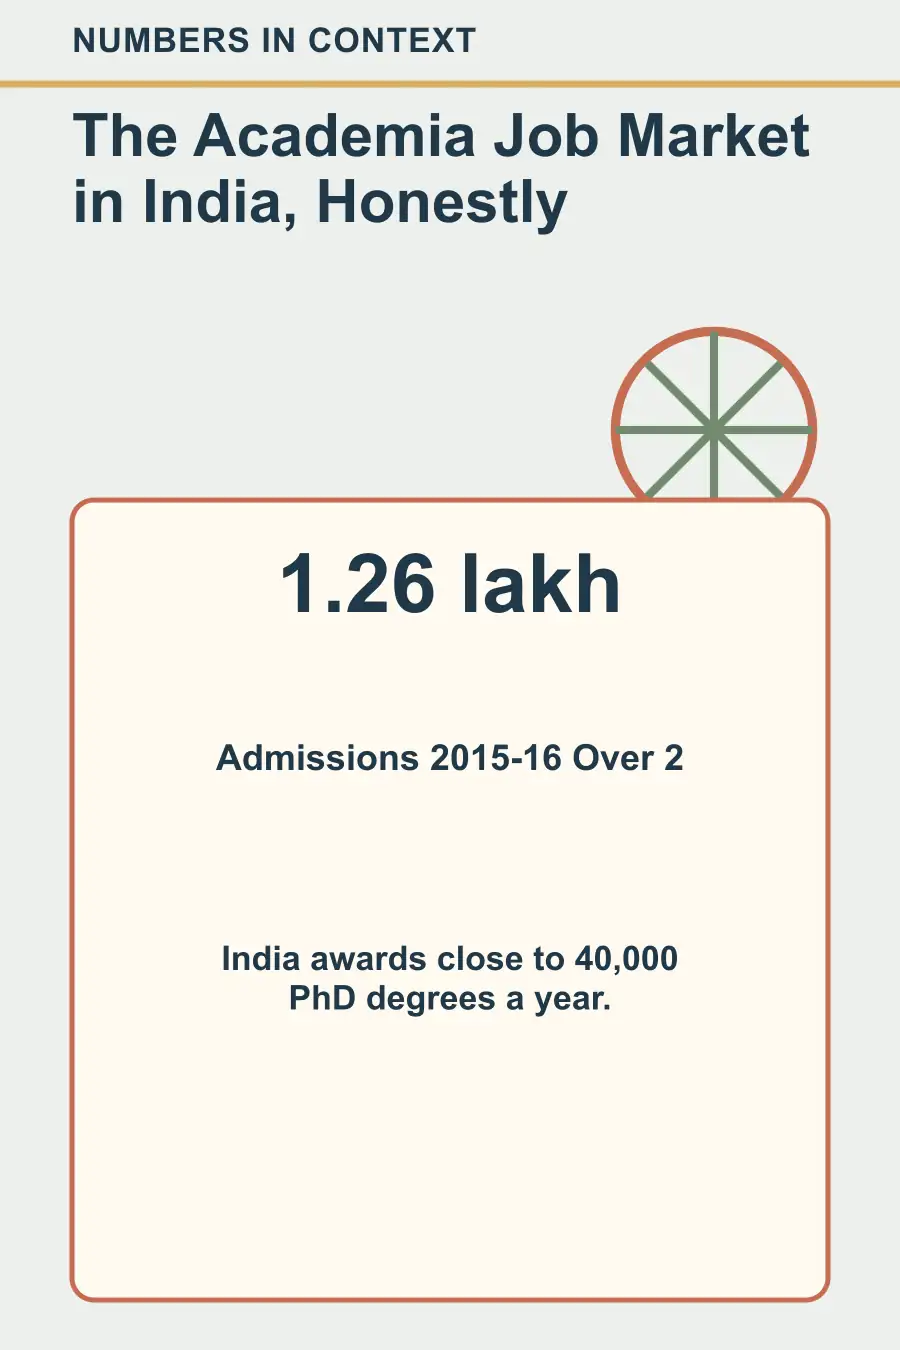 NUMBERS IN CONTEXT
The Academia Job Market
in India, Honestly
1.26 lakh
Admissions 2015-16 Over 2
India awards close to 40,000
PhD degrees a year.